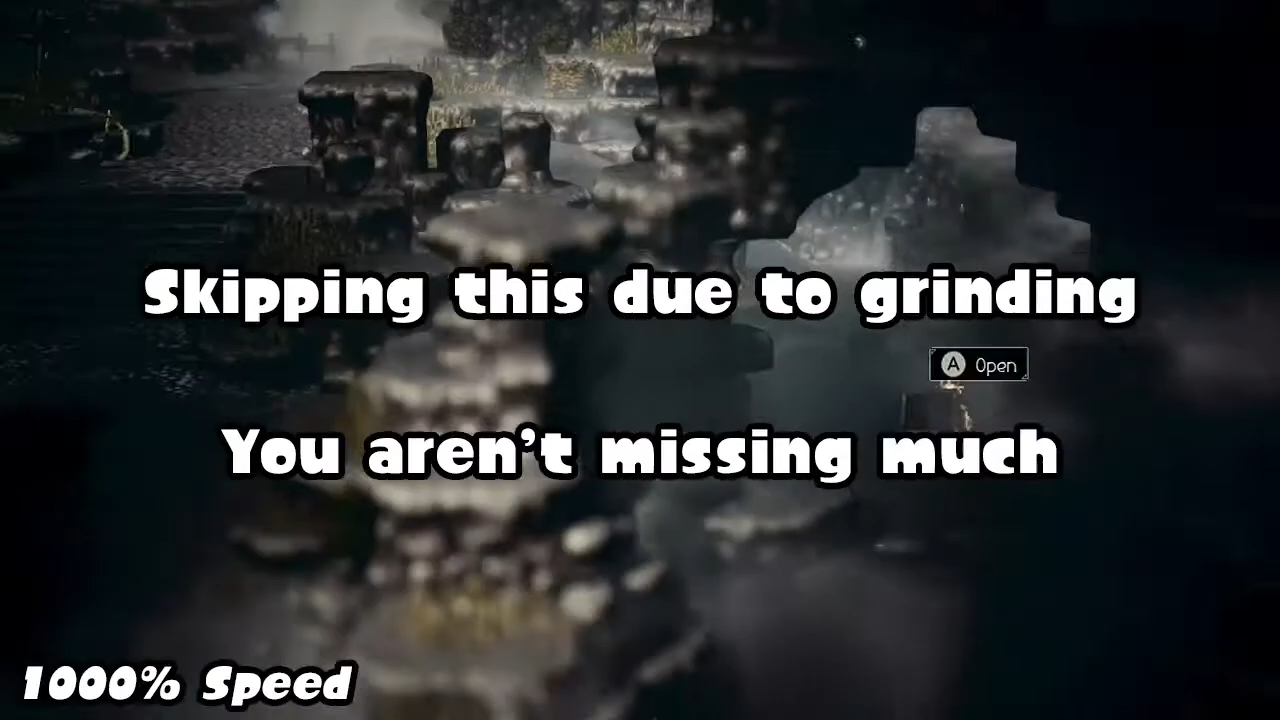 Skipping this due to grinding
A Open
You aren't missing much
1000% Speed